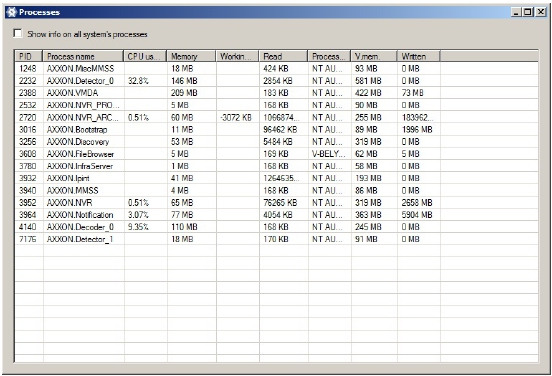 Processes
Show info on all system's processes
PID Process name CPU us... Memory Workin... Read Process... V.mem. Written
1248 AXXON.MiscMMSS 18 MB 424 KB NT AU... 93 MB 0 MB
2232 AXXON.Detector_0 32.8% 146 MB 2854 KB NT AU... 581 MB 0 MB
2388 AXXON.VMDA 209 MB 183 KB NT AU... 422 MB 73 MB
2532 AXXON.NVR_PRO... 5 MB 168 KB NT AU... 90 MB 0 MB
2720 AXXON.NVR_ARC... 0.51% 60 MB -3072 KB 1066874... NT AU... 255 MB 183962...
3016 AXXON.Bootstrap 11 MB 96462 KB NT AU... 89 MB 1996 MB
3256 AXXON.Discovery 53 MB 5484 KB NT AU... 319 MB 0 MB
3608 AXXON.FileBrowser 5 MB 169 KB V-BELY... 62 MB 5 MB
3780 AXXON.InfraServer 1 MB 168 KB NT AU... 58 MB 0 MB
3932 AXXON.Ipint 41 MB 1264635... NT AU... 193 MB 0 MB
3940 AXXON.MMSS 4 MB 168 KB NT AU... 86 MB 0 MB
3952 AXXON.NVR 0.51% 65 MB 76265 KB NT AU... 319 MB 2658 MB
3964 AXXON.Notification 3.07% 77 MB 4054 KB NT AU... 363 MB 5904 MB
4140 AXXON.Decoder_0 9.35% 110 MB 168 KB NT AU... 245 MB 0 MB
7176 AXXON.Detector_1 18 MB 170 KB NT AU... 91 MB 0 MB